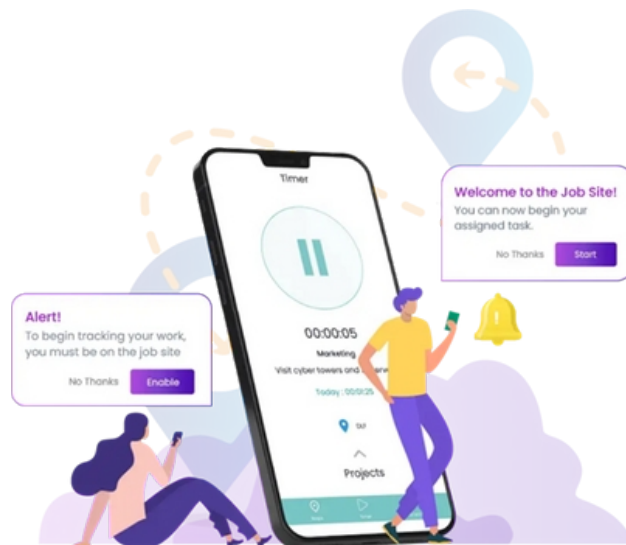 Timer
Welcome to the Job Site!
You can now begin your
assigned task.
No Thanks
Start
00:00:05
Marketing
Visit cyber towers and
Today : 00:01:25
Projects
Alert!
To begin tracking your work,
you must be on the job site
No Thanks
Enable
Timer